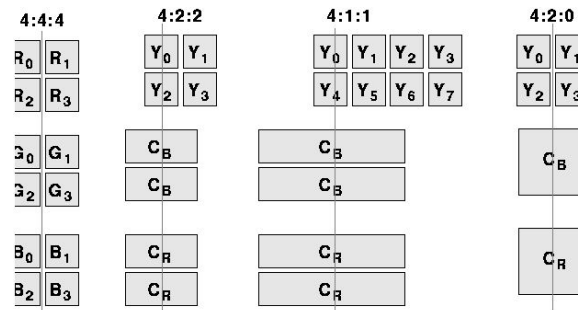 4:4:4 4:2:2 4:1:1 4:2:0
R0 R1 Y0 Y1 Y0 Y1 Y2 Y3 Y0 Y1
R2 R3 Y2 Y3 Y4 Y5 Y6 Y7 Y2 Y3
G0 G1 CB CB CB
G2 G3 CB CB
B0 B1 CR CR CR
B2 B3 CR CR